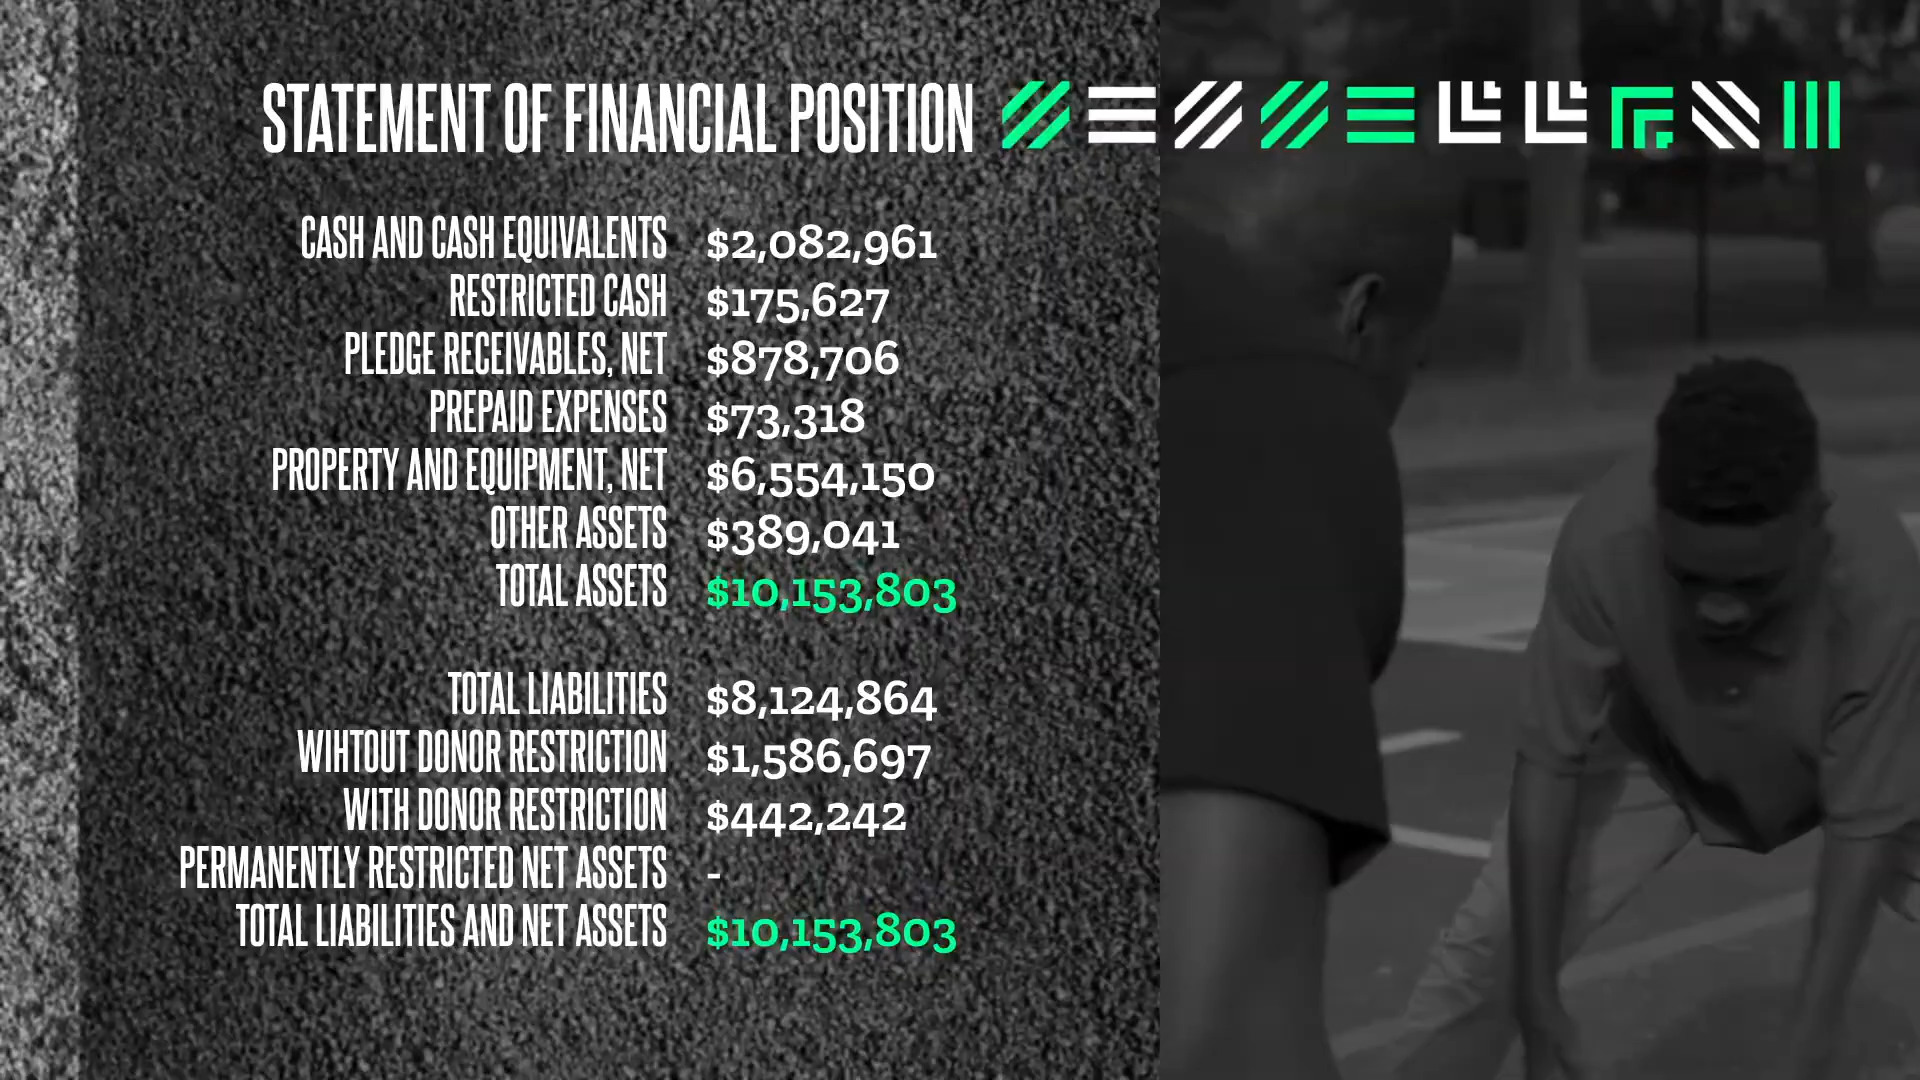 STATEMENT OF FINANCIAL POSITION
CASH AND CASH EQUIVALENTS $2,082,961
RESTRICTED CASH $175,627
PLEDGE RECEIVABLES, NET $878,706
PREPAID EXPENSES $73,318
PROPERTY AND EQUIPMENT, NET $6,554,150
OTHER ASSETS $389,041
TOTAL ASSETS $10,153,803
TOTAL LIABILITIES $8,124,864
WIHTOUT DONOR RESTRICTION $1,586,697
WITH DONOR RESTRICTION $442,242
PERMANENTLY RESTRICTED NET ASSETS -
TOTAL LIABILITIES AND NET ASSETS $10,153,803